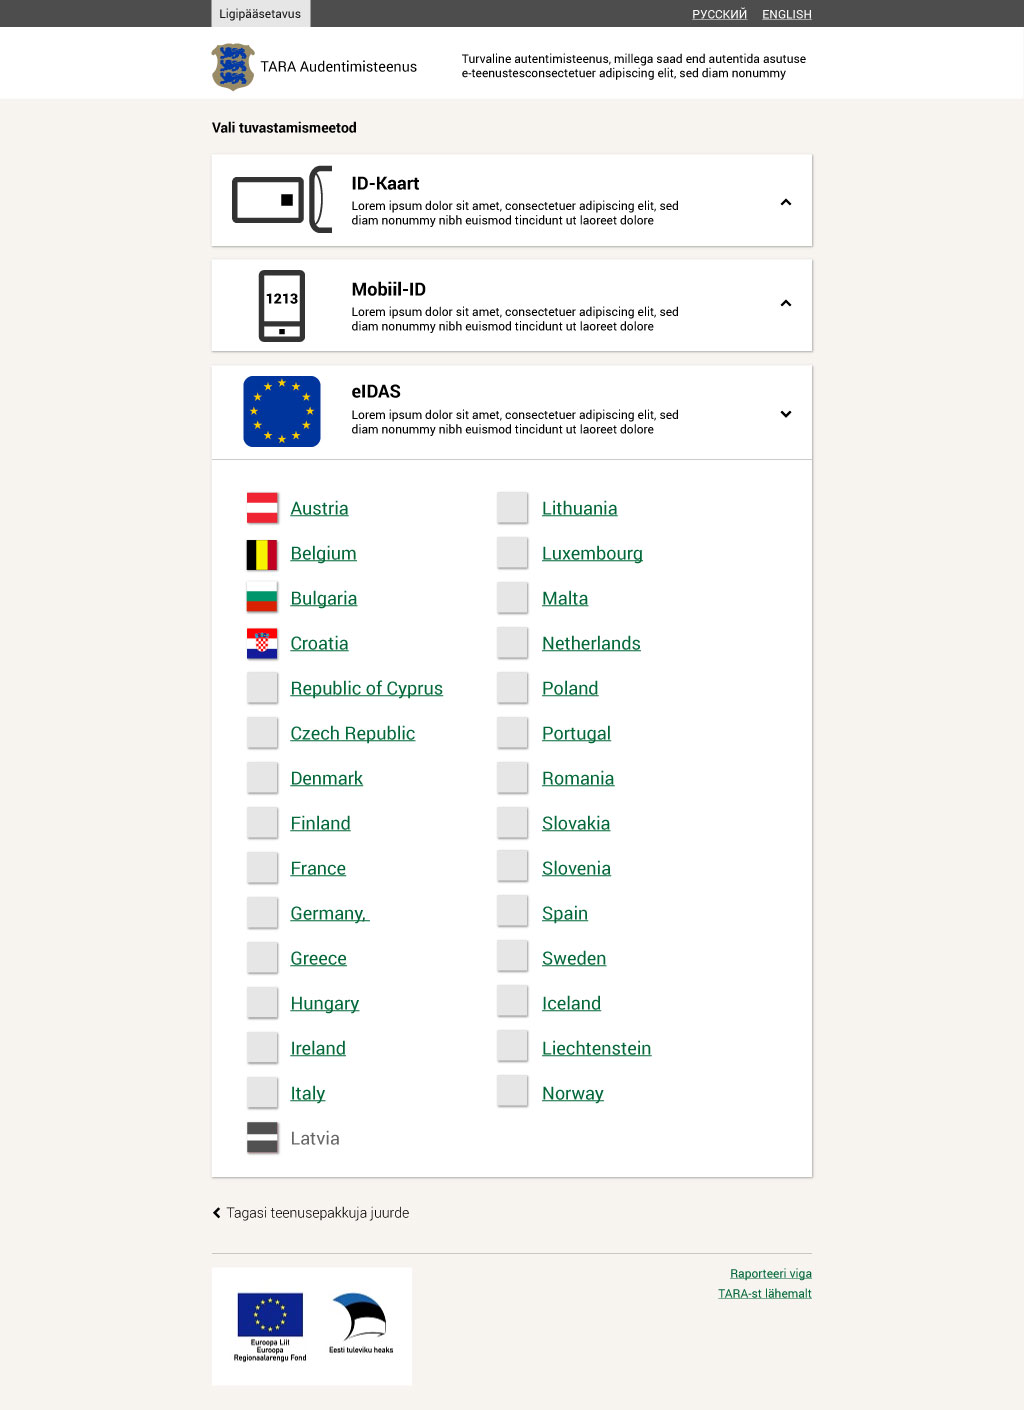 Ligipääsetavus
РУССКИЙ
ENGLISH
TARA Audentimisteenus
Turvaline autentimisteenus, millega saad end autentida asutuse
e-teenustesconsectetuer adipiscing elit, sed diam nonummy
Vali tuvastamismeetod
ID-Kaart
Lorem ipsum dolor sit amet, consectetuer adipiscing elit, sed
diam nonummy nibh euismod tincidunt ut laoreet dolore
1213
Mobiil-ID
Lorem ipsum dolor sit amet, consectetuer adipiscing elit, sed
diam nonummy nibh euismod tincidunt ut laoreet dolore
eIDAS
Lorem ipsum dolor sit amet, consectetuer adipiscing elit, sed
diam nonummy nibh euismod tincidunt ut laoreet dolore
Austria
Belgium
Bulgaria
Croatia
Republic of Cyprus
Czech Republic
Denmark
Finland
France
Germany,
Greece
Hungary
Ireland
Italy
Latvia
Lithuania
Luxembourg
Malta
Netherlands
Poland
Portugal
Romania
Slovakia
Slovenia
Spain
Sweden
Iceland
Liechtenstein
Norway
Tagasi teenusepakkuja juurde
Euroopa Liit
Euroopa
Regionaalarengu Fond
Eesti tuleviku heaks
Raporteeri viga
TARA-st lähemalt